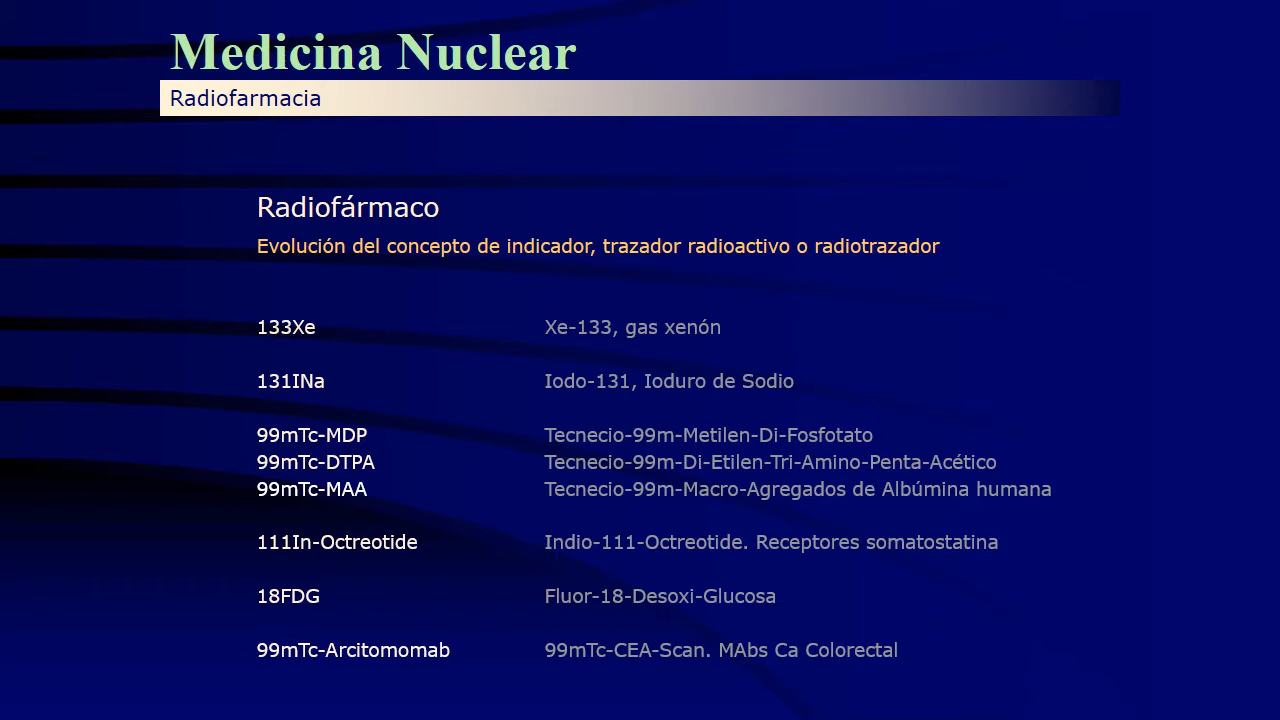 Medicina Nuclear
Radiofarmacia
Radiofármaco
Evolución del concepto de indicador, trazador radioactivo o radiotrazador
133Xe Xe-133, gas xenón
131INa Iodo-131, Ioduro de Sodio
99mTc-MDP Tecnecio-99m-Metilen-Di-Fosfotato
99mTc-DTPA Tecnecio-99m-Di-Etilen-Tri-Amino-Penta-Acético
99mTc-MAA Tecnecio-99m-Macro-Agregados de Albúmina humana
111In-Octreotide Indio-111-Octreotide. Receptores somatostatina
18FDG Fluor-18-Desoxi-Glucosa
99mTc-Arcitomomab 99mTc-CEA-Scan. MAbs Ca Colorectal